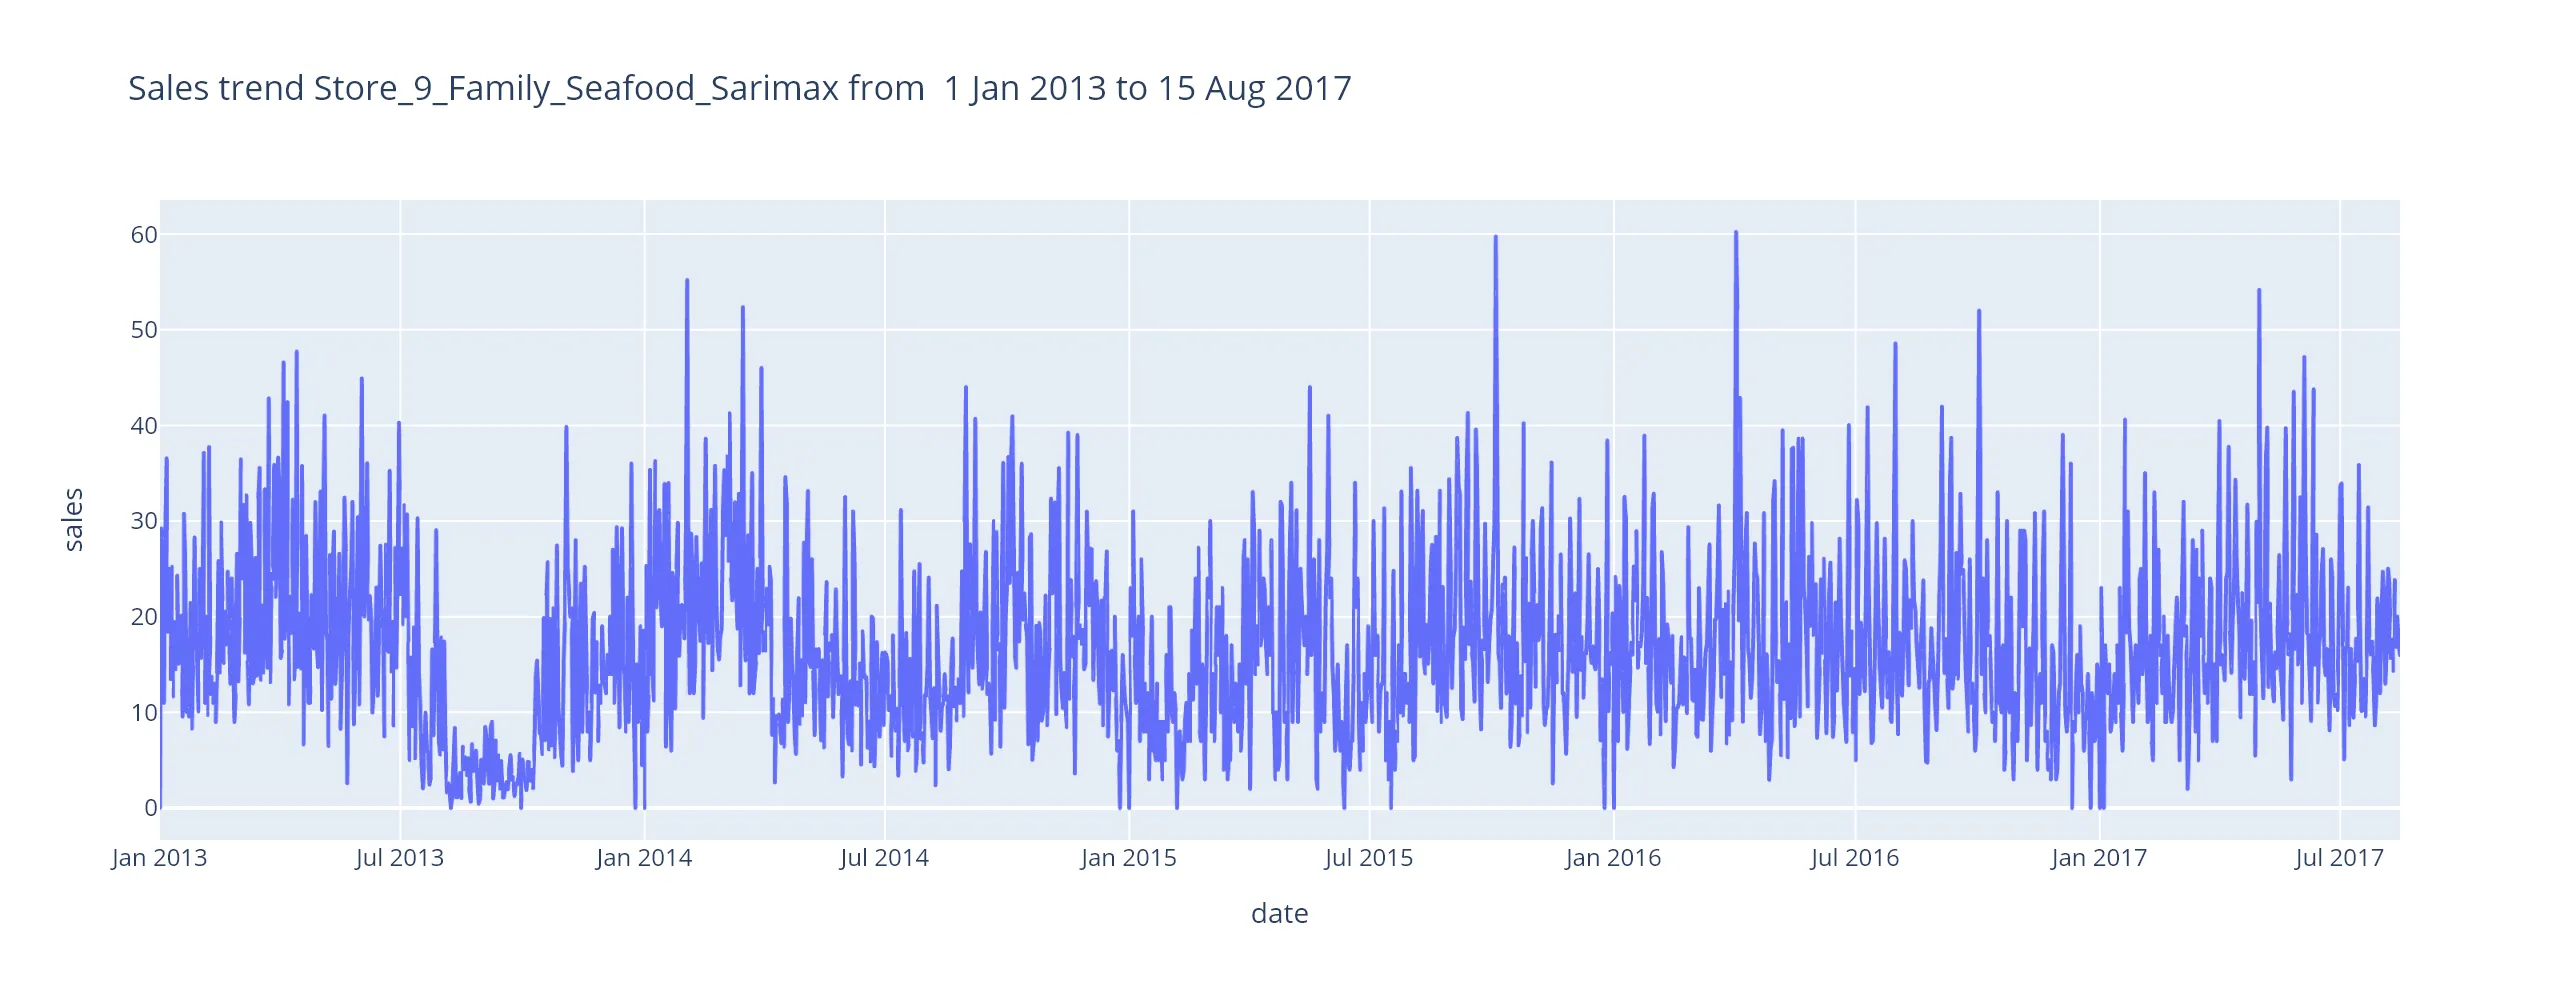 Sales trend Store_9_Family_Seafood_Sarimax from  1 Jan 2013 to 15 Aug 2017
60
50
40
30
20
10
0
sales
Jan 2013 Jul 2013 Jan 2014 Jul 2014 Jan 2015 Jul 2015 Jan 2016 Jul 2016 Jan 2017 Jul 2017
date